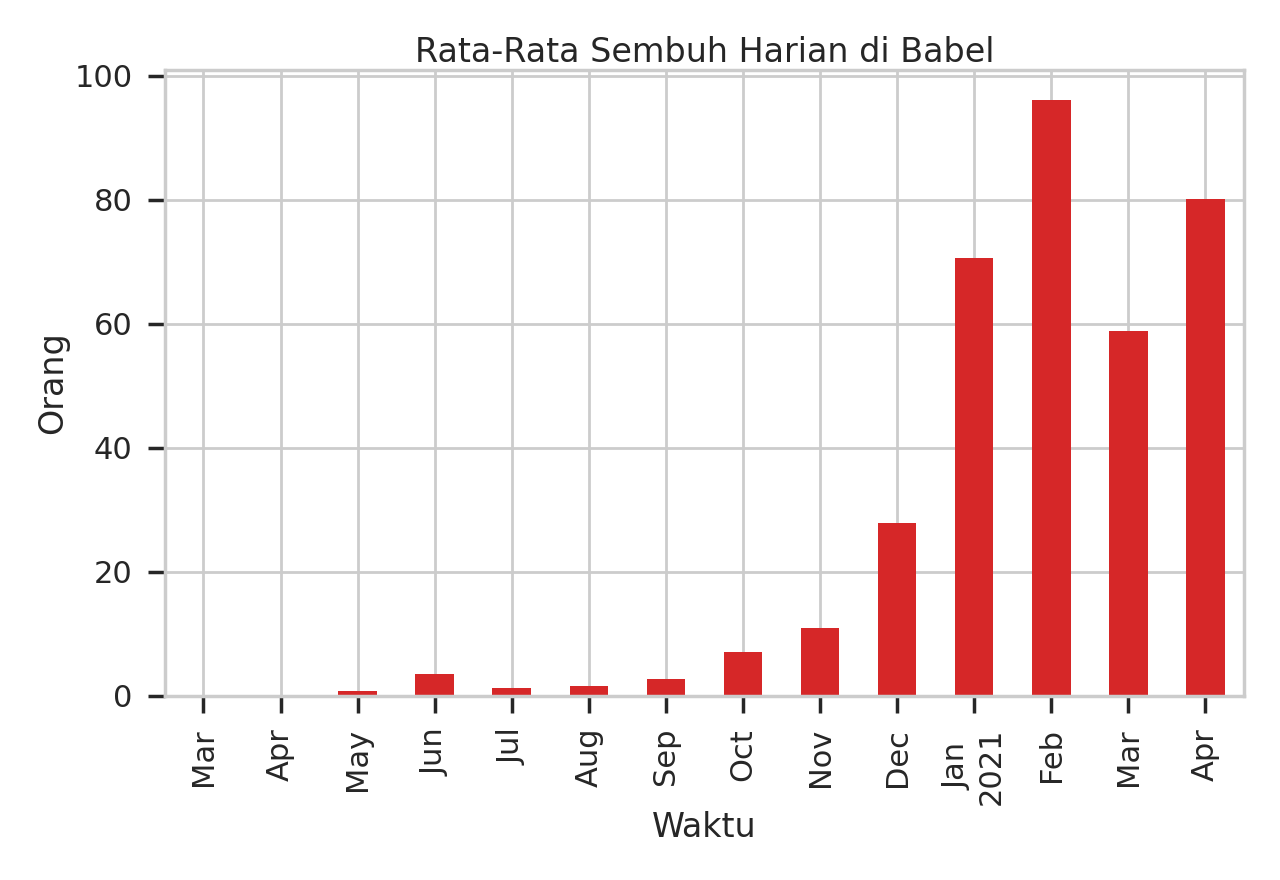 Rata-Rata Sembuh Harian di Babel
100
80
60
40
20
0
Orang
Mar
Apr
May
Jun
Jul
Aug
Sep
Oct
Nov
Dec
Jan
2021
Feb
Mar
Apr
Waktu